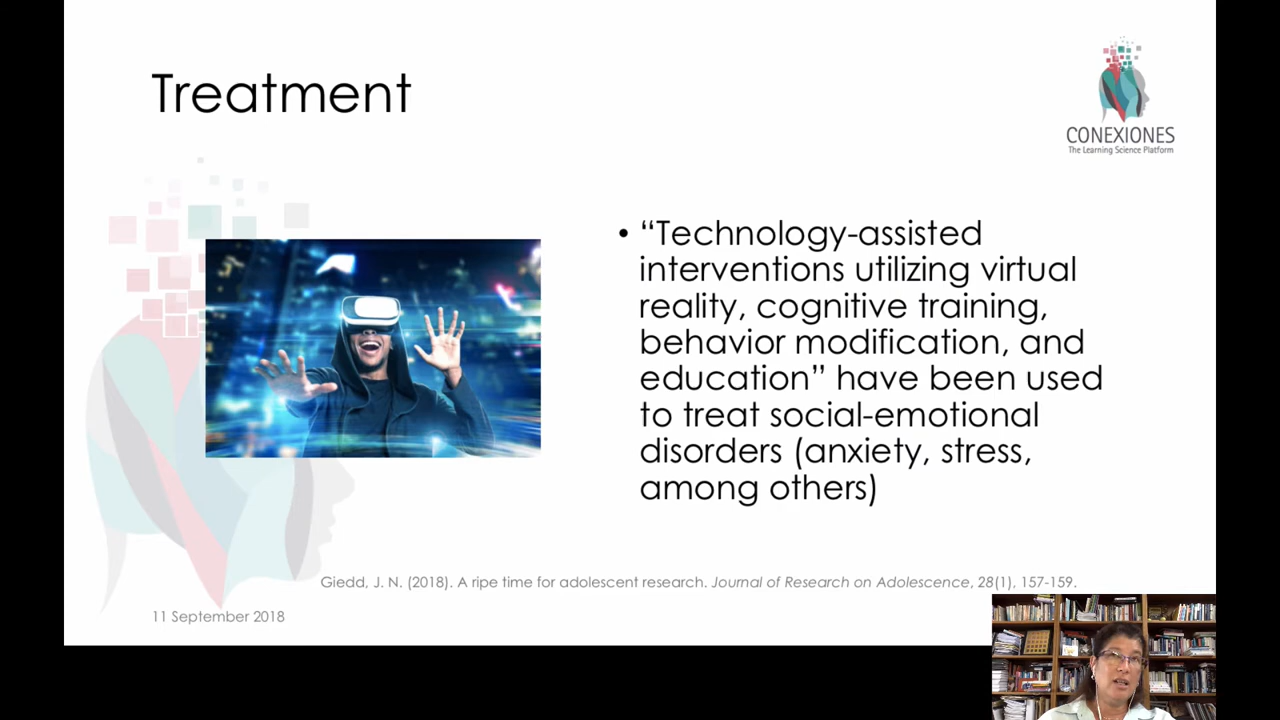 Treatment
CONEXIONES
The Learning Science Platform
• “Technology-assisted
interventions utilizing virtual
reality, cognitive training,
behavior modification, and
education” have been used
to treat social-emotional
disorders (anxiety, stress,
among others)
Giedd, J. N. (2018). A ripe time for adolescent research. Journal of Research on Adolescence, 28(1), 157-159.
11 September 2018